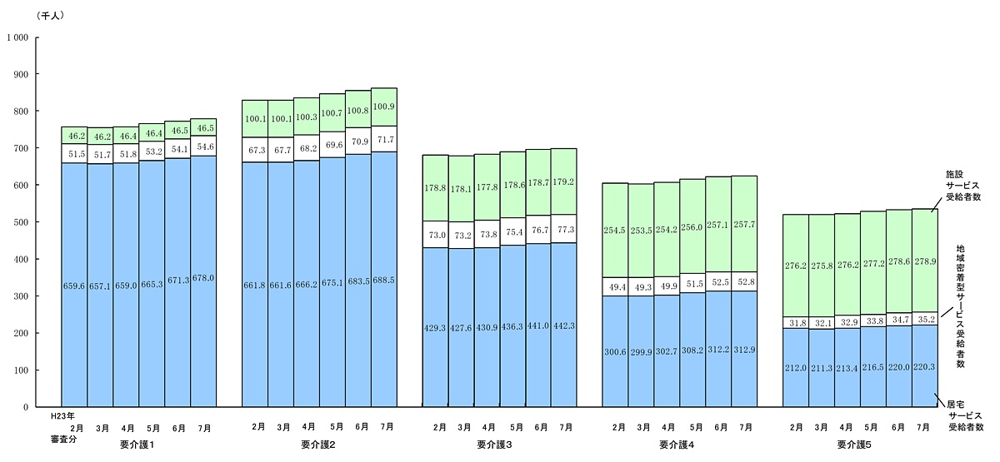 （千人）
1 000
900
800
700
600
500
400
300
200
100
0
46.2 46.2 46.4 46.4 46.5 46.5
51.5 51.7 51.8 53.2 54.1 54.6
659.6 657.1 659.0 665.3 671.3 678.0
100.1 100.1 100.3 100.7 100.8 100.9
67.3 67.7 68.2 69.6 70.9 71.7
661.8 661.6 666.2 675.1 683.5 688.5
178.8 178.1 177.8 178.6 178.7 179.2
73.0 73.2 73.8 75.4 76.7 77.3
429.3 427.6 430.9 436.3 441.0 442.3
254.5 253.5 254.2 256.0 257.1 257.7
49.4 49.3 49.9 51.5 52.5 52.8
300.6 299.9 302.7 308.2 312.2 312.9
276.2 275.8 276.2 277.2 278.6 278.9
31.8 32.1 32.9 33.8 34.7 35.2
212.0 211.3 213.4 216.5 220.0 220.3
施設
サービス
受給者数
地域密着型サービス受給者数
居宅
サービス
受給者数
H23年
2月 3月 4月 5月 6月 7月 2月 3月 4月 5月 6月 7月 2月 3月 4月 5月 6月 7月 2月 3月 4月 5月 6月 7月 2月 3月 4月 5月 6月 7月
審査分
要介護1 要介護2 要介護3 要介護4 要介護5